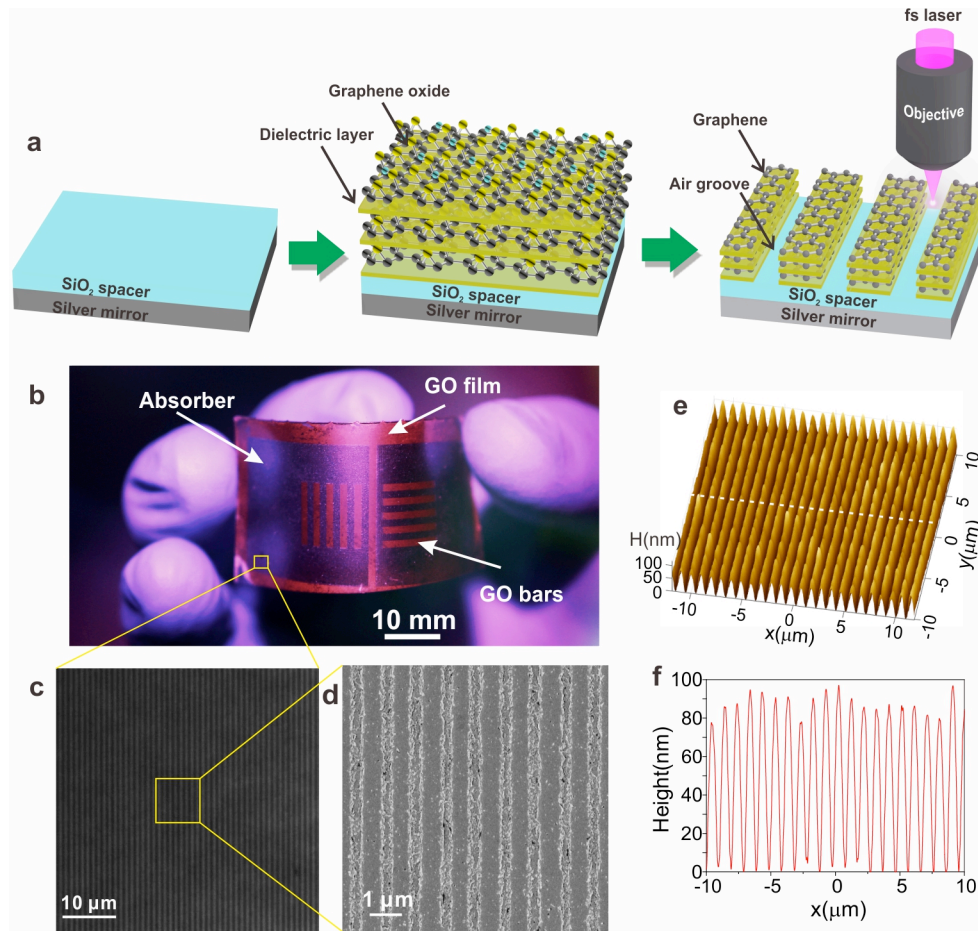 a
Graphene oxide
Dielectric layer
SiO₂ spacer
Silver mirror
SiO₂ spacer
Silver mirror
fs laser
Objective
Graphene
Air groove
SiO₂ spacer
Silver mirror
b
Absorber
GO film
GO bars
10 mm
c
10 µm
d
1 µm
e
H(nm)
100
50
0
-10
-5
0
5
10
x(µm)
-10
-5
0
5
10
y(µm)
f
Height(nm)
100
80
60
40
20
0
-10
-5
0
5
10
x(µm)